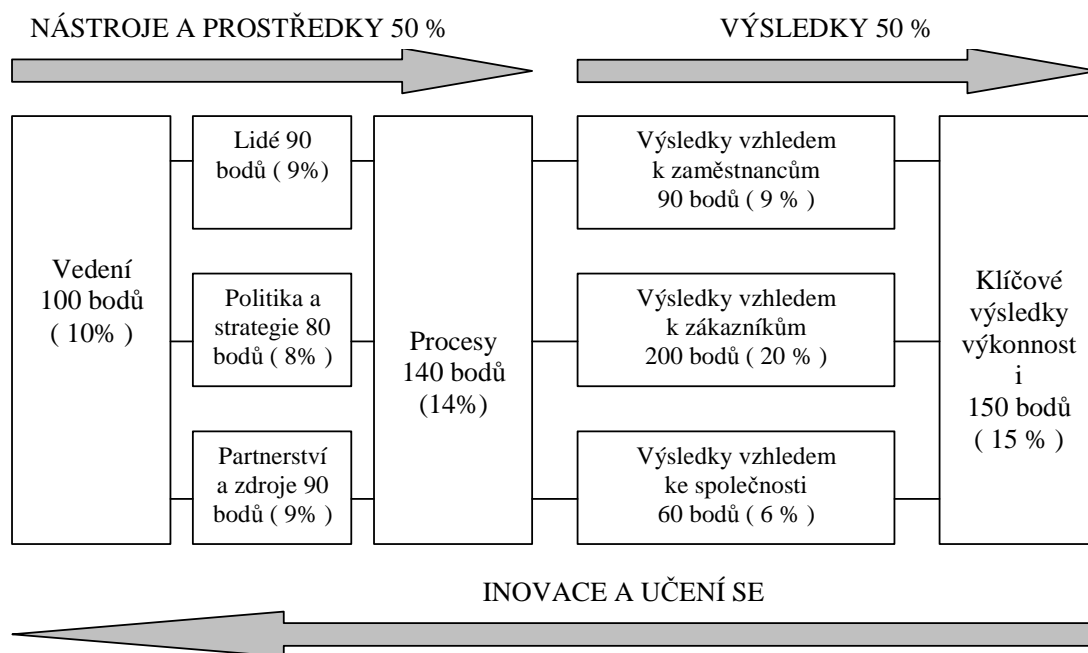 NÁSTROJE A PROSTŘEDKY 50 %
VÝSLEDKY 50 %
Vedení
100 bodů
( 10% )
Lidé 90
bodů ( 9%)
Politika a
strategie 80
bodů ( 8% )
Partnerství
a zdroje 90
bodů ( 9% )
Procesy
140 bodů
(14%)
Výsledky vzhledem
k zaměstnancům
90 bodů ( 9 % )
Výsledky vzhledem
k zákazníkům
200 bodů ( 20 % )
Výsledky vzhledem
ke společnosti
60 bodů ( 6 % )
Klíčové
výsledky
výkonnost
i
150 bodů
( 15 % )
INOVACE A UČENÍ SE